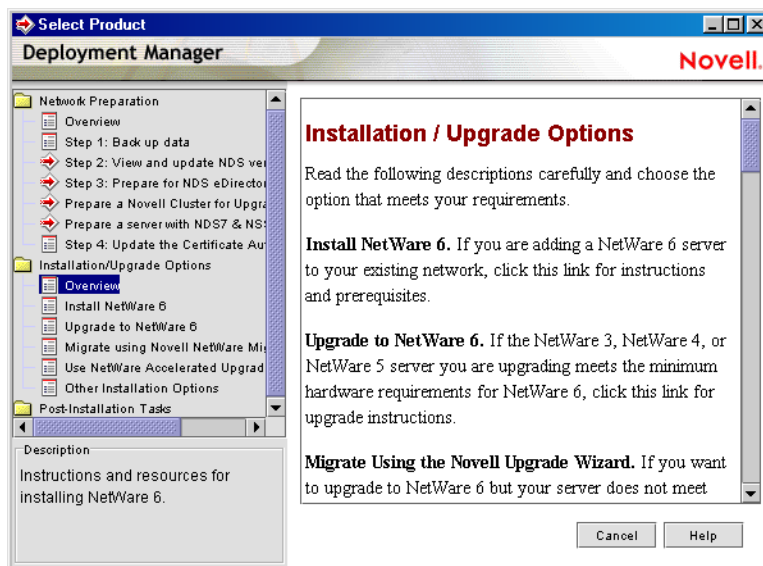 Select Product
Deployment Manager
Novell.
Network Preparation
Overview
Step 1: Back up data
Step 2: View and update NDS ver
Step 3: Prepare for NDS eDirector
Prepare a Novell Cluster for Upgra
Prepare a server with NDS7 & NS
Step 4: Update the Certificate Au
Installation/Upgrade Options
Overview
Install NetWare 6
Upgrade to NetWare 6
Migrate using Novell NetWare Mig
Use NetWare Accelerated Upgrad
Other Installation Options
Post-Installation Tasks
Description
Instructions and resources for
installing NetWare 6.
Installation / Upgrade Options
Read the following descriptions carefully and choose the
option that meets your requirements.
Install NetWare 6. If you are adding a NetWare 6 server
to your existing network, click this link for instructions
and prerequisites.
Upgrade to NetWare 6. If the NetWare 3, NetWare 4, or
NetWare 5 server you are upgrading meets the minimum
hardware requirements for NetWare 6, click this link for
upgrade instructions.
Migrate Using the Novell Upgrade Wizard. If you want
to upgrade to NetWare 6 but your server does not meet
Cancel
Help